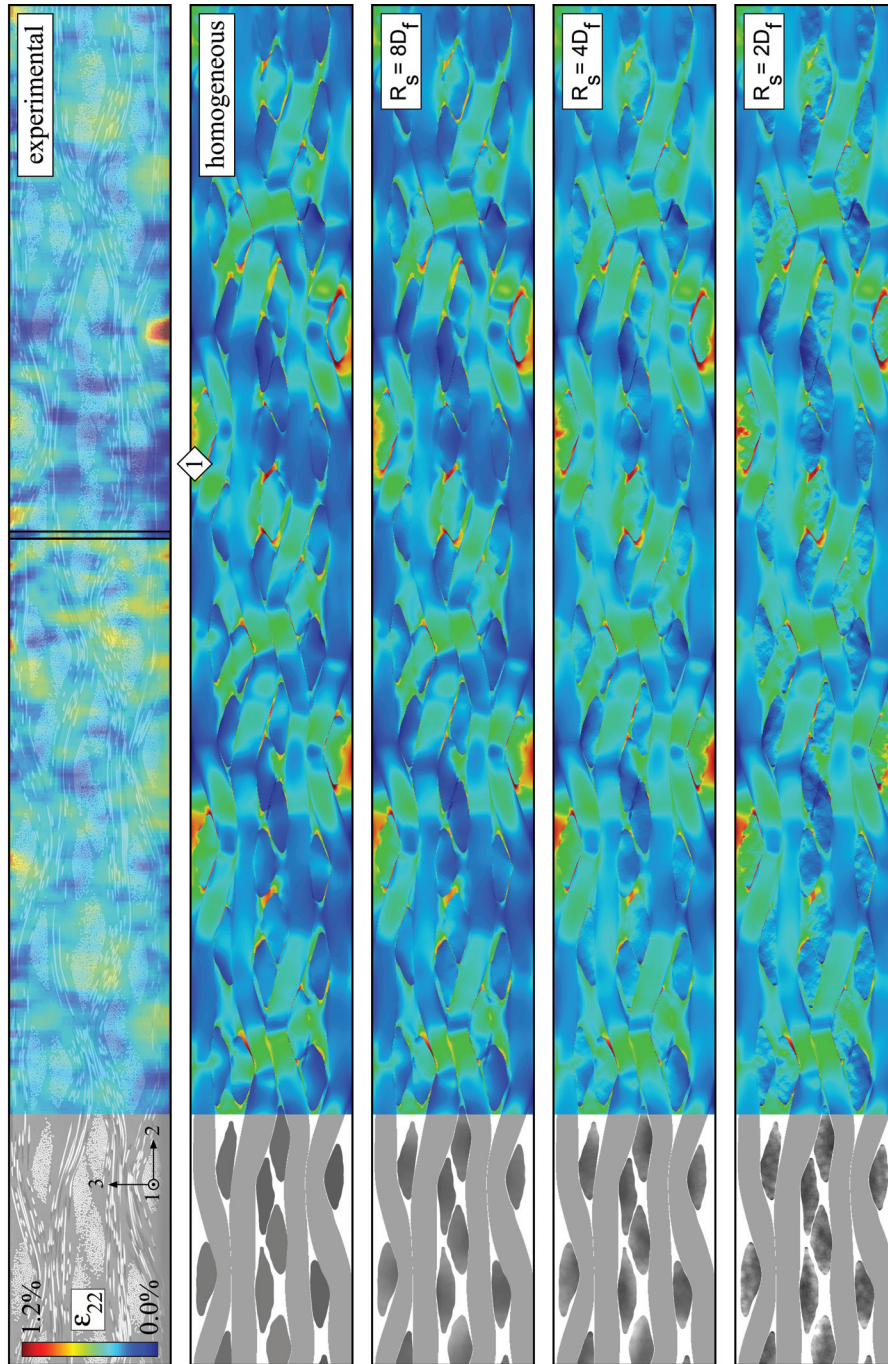 1.2%
ε22
0.0%
3
1
2
experimental
homogeneous
1
Rs = 8Df
Rs = 4Df
Rs = 2Df